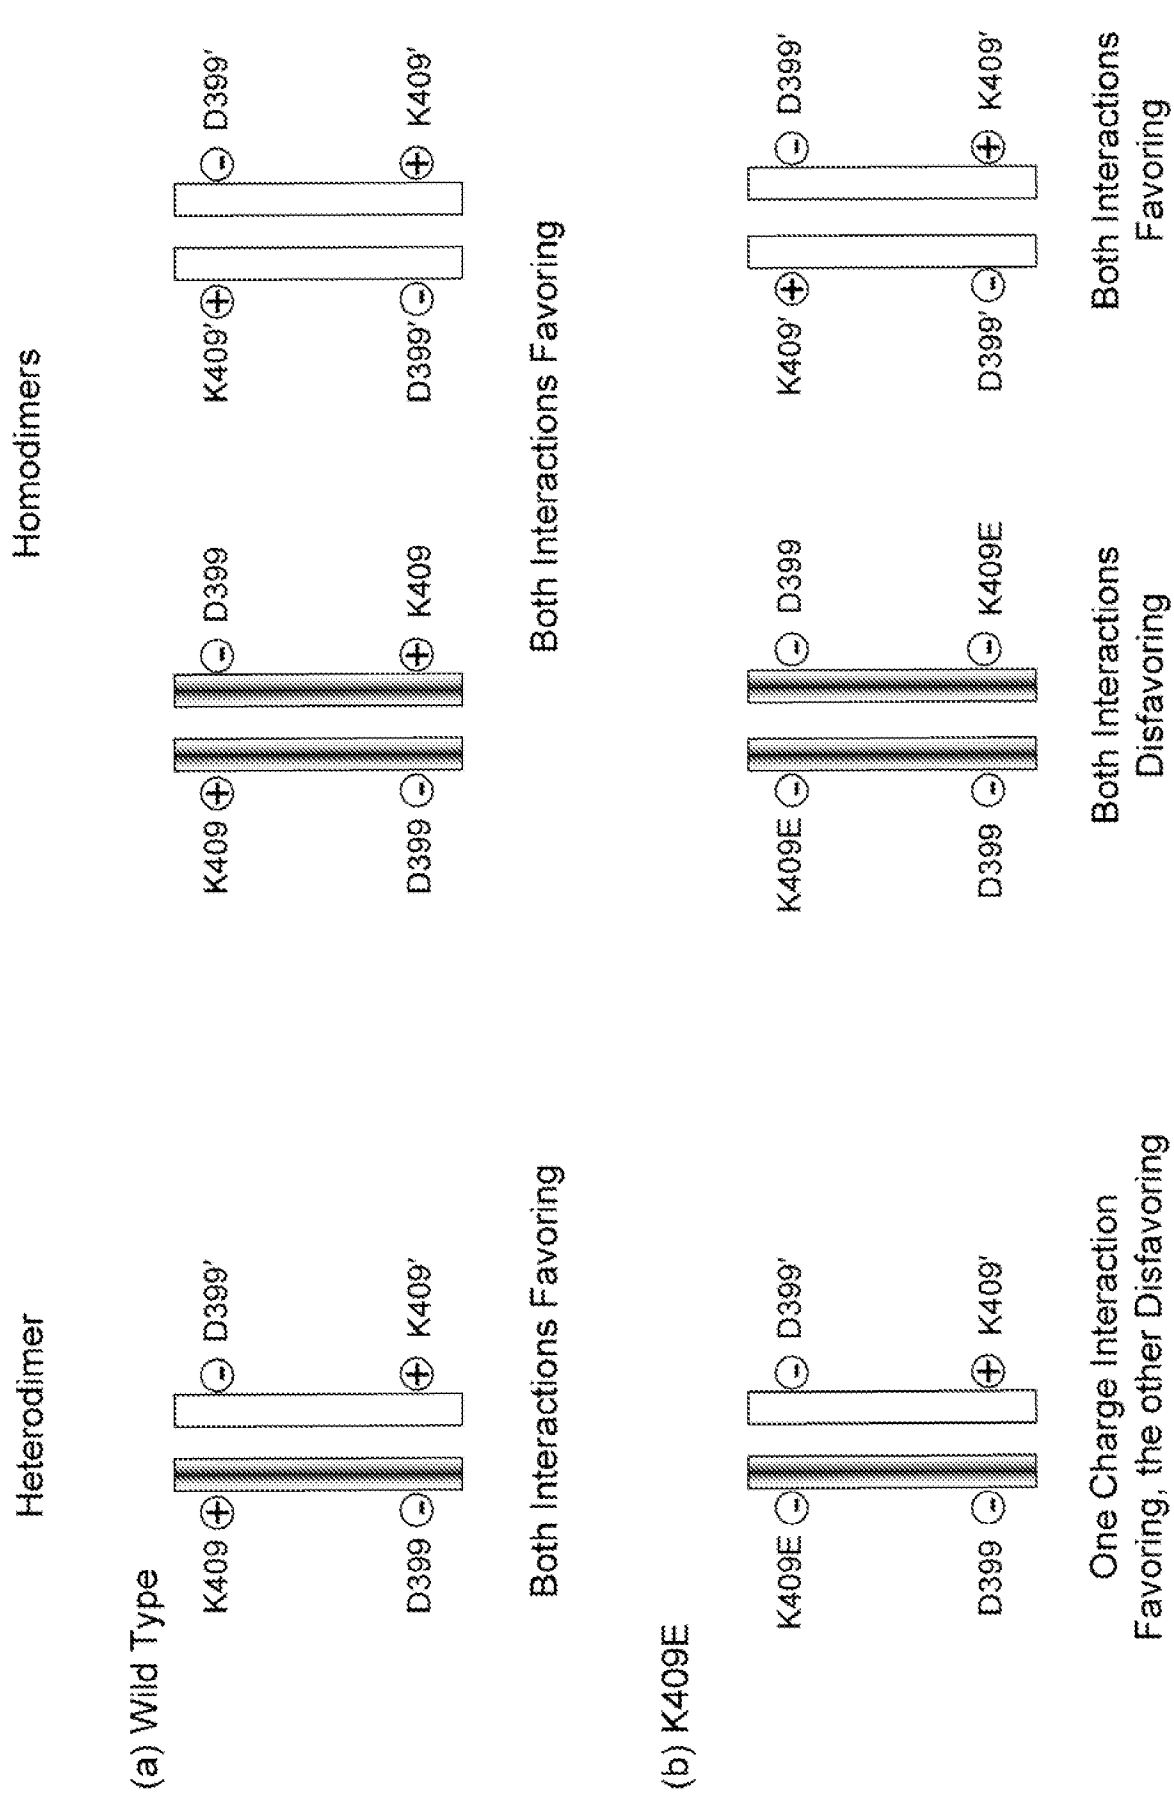 Heterodimer
Homodimers
(a) Wild Type
K409 + - D399'
D399 - + K409'
Both Interactions Favoring
K409 + - D399
D399 - + K409
K409' + - D399'
D399' - + K409'
Both Interactions Favoring
(b) K409E
K409E - - D399'
D399 - + K409'
One Charge Interaction
Favoring, the other Disfavoring
K409E - - D399
D399 - - K409E
Both Interactions
Disfavoring
K409' + - D399'
D399' - + K409'
Both Interactions
Favoring